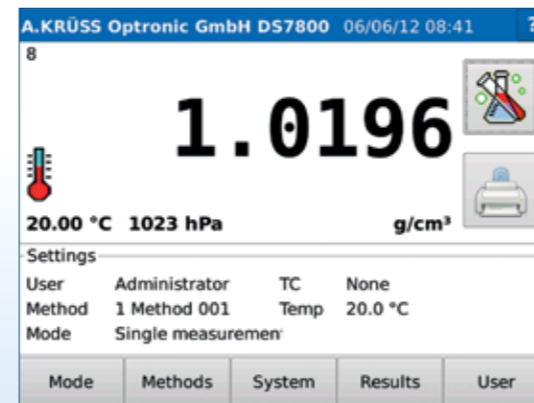 A.KRÜSS Optronic GmbH DS7800 06/06/12 08:41 ?
8
1.0196
20.00 °C 1023 hPa g/cm³
Settings
User Administrator TC None
Method 1 Method 001 Temp 20.0 °C
Mode Single measuremen
Mode Methods System Results User